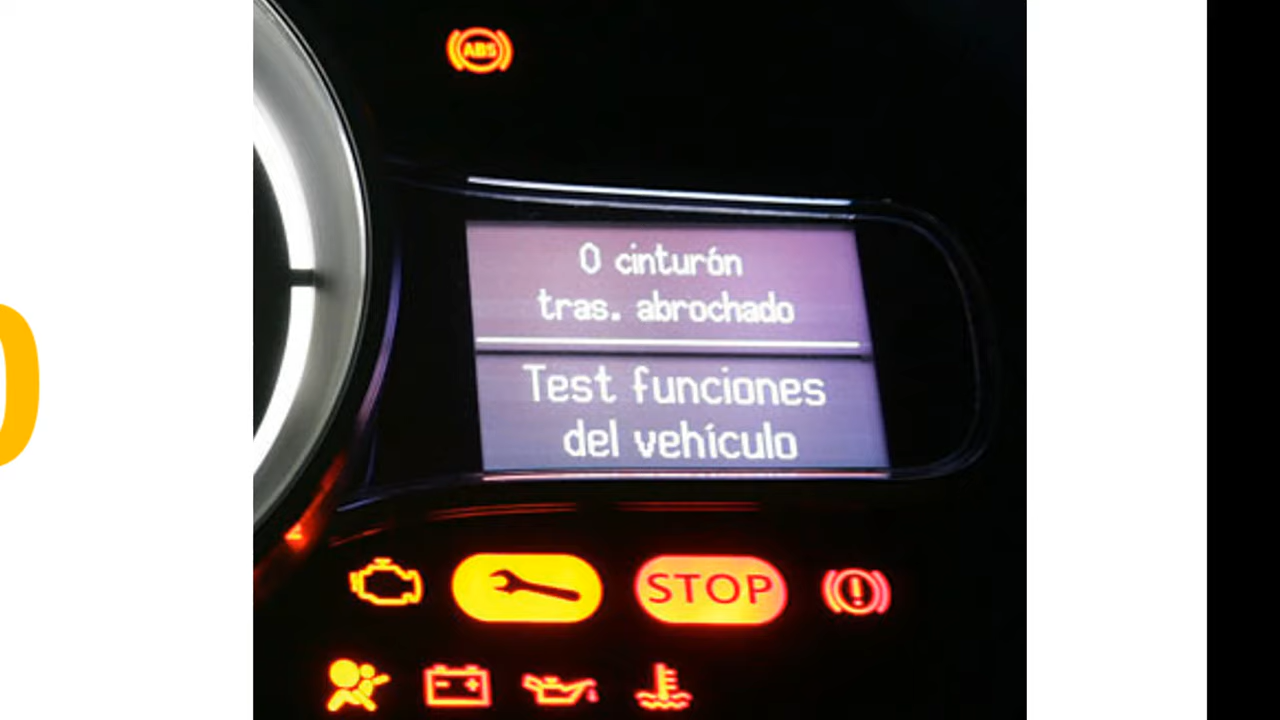 ABS
0 cinturón
tras. abrochado
Test funciones
del vehículo
STOP